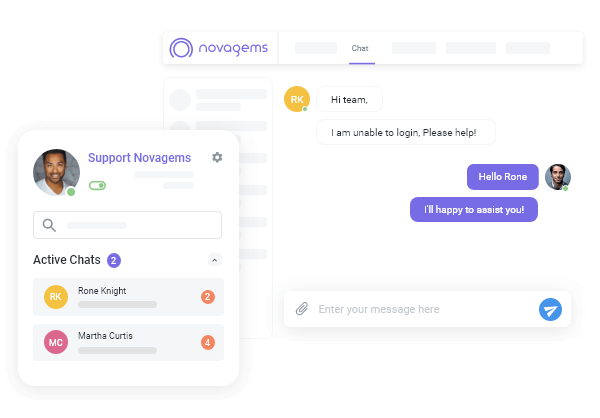 novagems
Chat
RK
Hi team,
I am unable to login, Please help!
Hello Rone
I'll happy to assist you!
Enter your message here
Support Novagems
Active Chats 2
RK Rone Knight 2
MC Martha Curtis 4